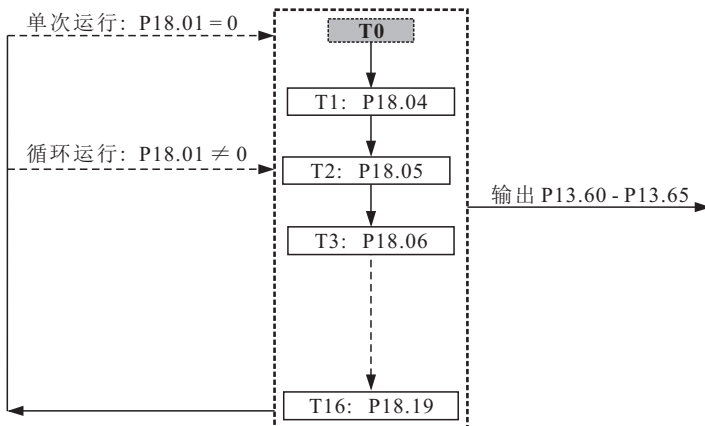 单次运行: P18.01 = 0
T0
T1: P18.04
循环运行: P18.01 ≠ 0
T2: P18.05
输出 P13.60 - P13.65
T3: P18.06
T16: P18.19